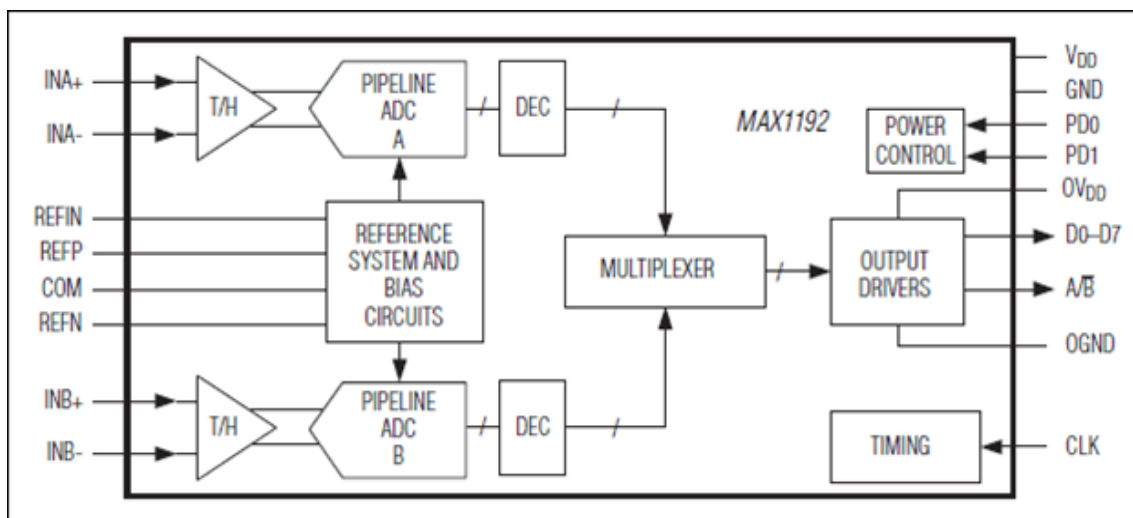 INA+
INA-
T/H
PIPELINE
ADC
A
DEC
MAX1192
VDD
GND
POWER
CONTROL
PD0
PD1
REFIN
REFP
COM
REFN
REFERENCE
SYSTEM AND
BIAS
CIRCUITS
MULTIPLEXER
OUTPUT
DRIVERS
OVDD
D0–D7
A/B̅
OGND
INB+
INB-
T/H
PIPELINE
ADC
B
DEC
TIMING
CLK